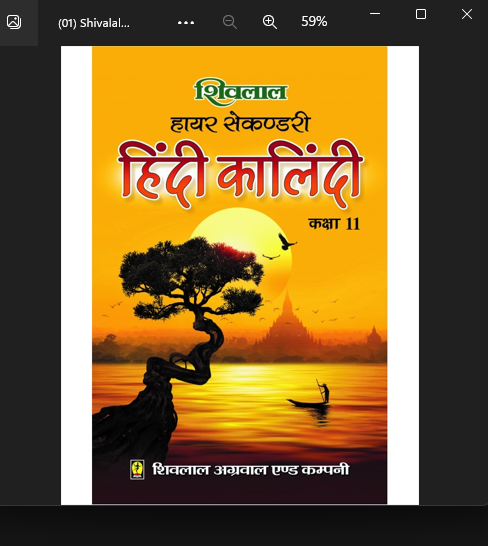 (01) Shivalal...
59%
शिवलाल
हायर सेकण्डरी
हिंदी कालिंदी
कक्षा 11
शिवलाल अग्रवाल एण्ड कम्पनी